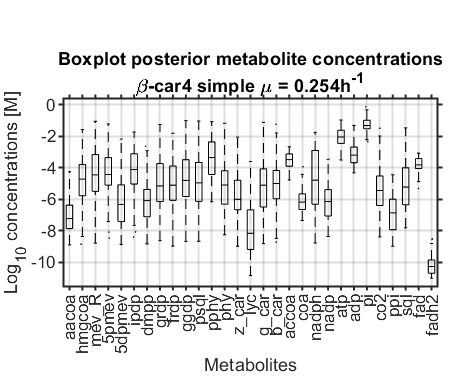 Boxplot posterior metabolite concentrations
β-car4 simple μ = 0.254h-1
Log10 concentrations [M]
0
-2
-4
-6
-8
-10
aacoa
hmgcoa
mev_R
5pmev
5dpmev
ipdp
dmpp
grdp
frdp
ggdp
psql
pphy
phy
z_car
lyc
g_car
b_car
accoa
coa
nadph
nadp
atp
adp
pi
co2
ppi
sql
fad
fadh2
Metabolites